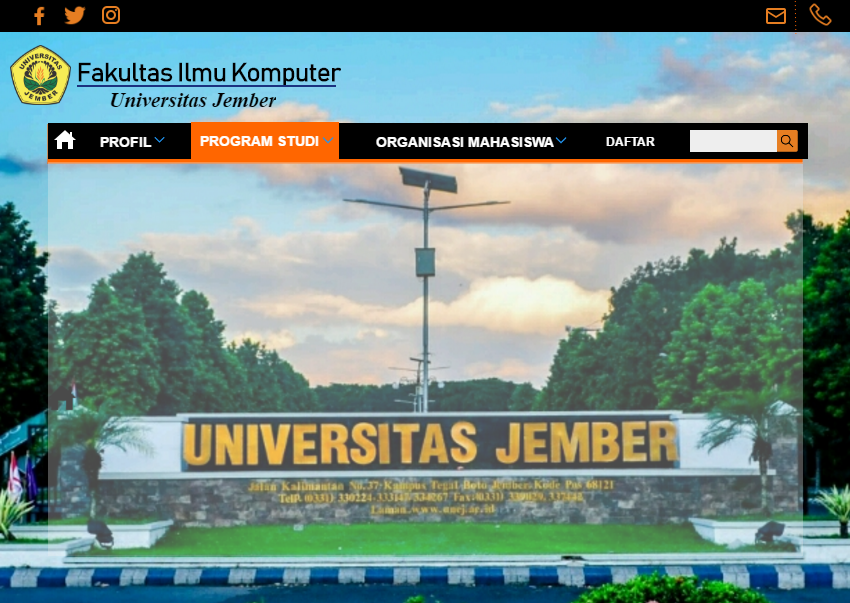 UNIVERSITAS
JEMBER
Fakultas Ilmu Komputer
Universitas Jember
PROFIL
PROGRAM STUDI
ORGANISASI MAHASISWA
DAFTAR
UNIVERSITAS JEMBER
Jalan Kalimantan No.37 Kampus Tegal Boto Jember Kode Pos 68121
Telp. (0331) 330224-333147 334267 Fax.(0331)
Laman.www.unej.ac.id